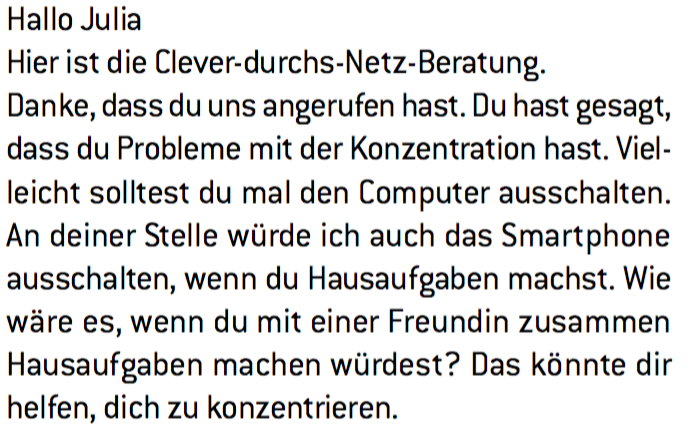 Hallo Julia
Hier ist die Clever-durchs-Netz-Beratung.
Danke, dass du uns angerufen hast. Du hast gesagt,
dass du Probleme mit der Konzentration hast. Viel-
leicht solltest du mal den Computer ausschalten.
An deiner Stelle würde ich auch das Smartphone
ausschalten, wenn du Hausaufgaben machst. Wie
wäre es, wenn du mit einer Freundin zusammen
Hausaufgaben machen würdest? Das könnte dir
helfen, dich zu konzentrieren.